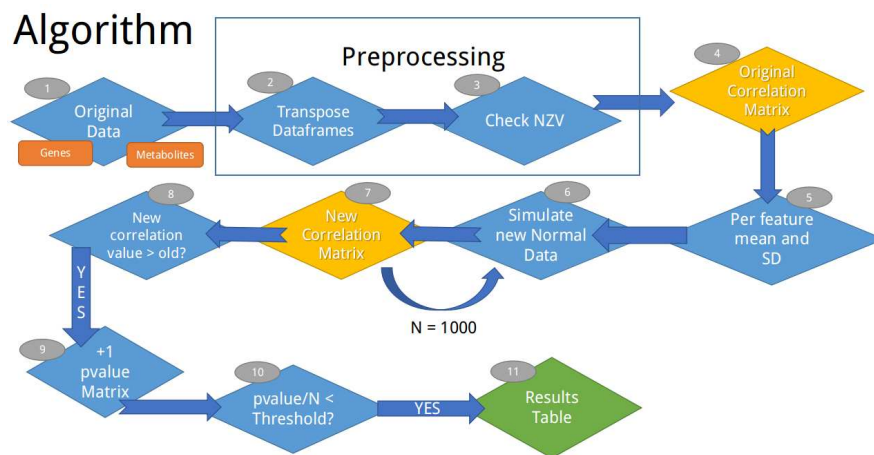 Algorithm
Preprocessing
1
Original
Data
Genes
Metabolites
2
Transpose
Dataframes
3
Check NZV
4
Original
Correlation
Matrix
5
Per feature
mean and
SD
6
Simulate
new Normal
Data
7
New
Correlation
Matrix
N = 1000
8
New
correlation
value > old?
YES
9
+1
pvalue
Matrix
10
pvalue/N <
Threshold?
YES
11
Results
Table